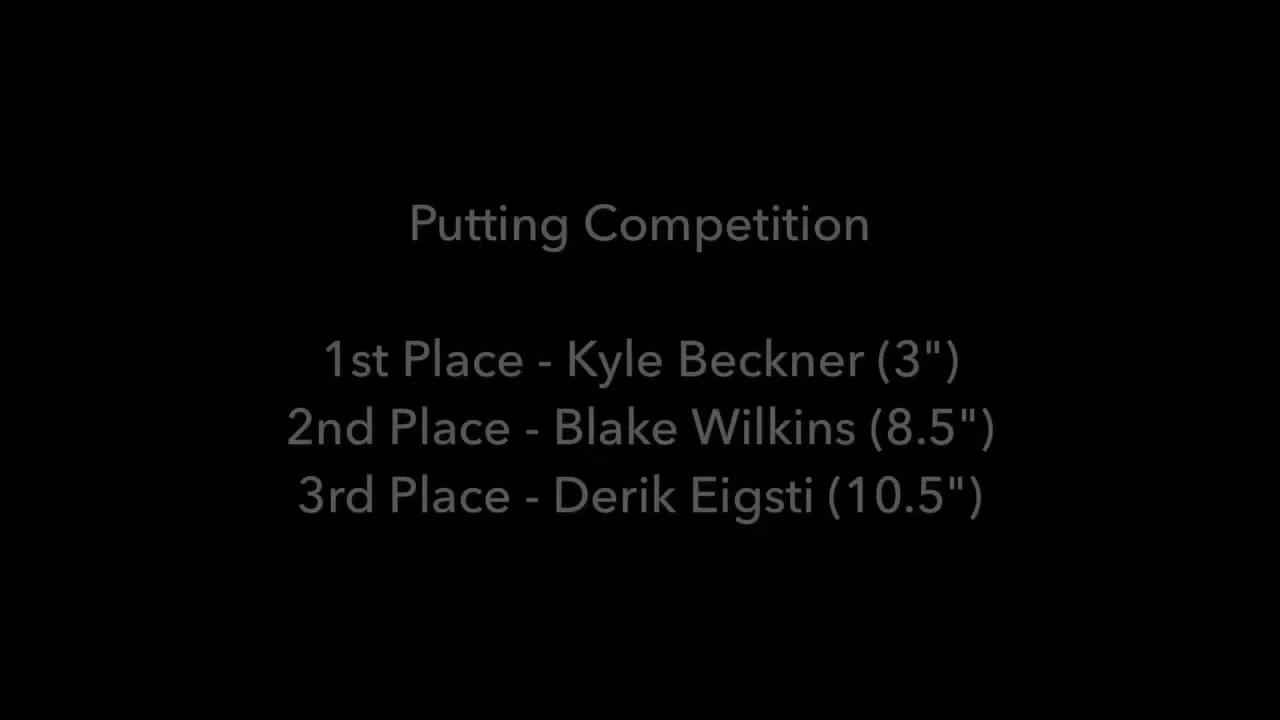 Putting Competition
1st Place - Kyle Beckner (3")
2nd Place - Blake Wilkins (8.5")
3rd Place - Derik Eigsti (10.5")